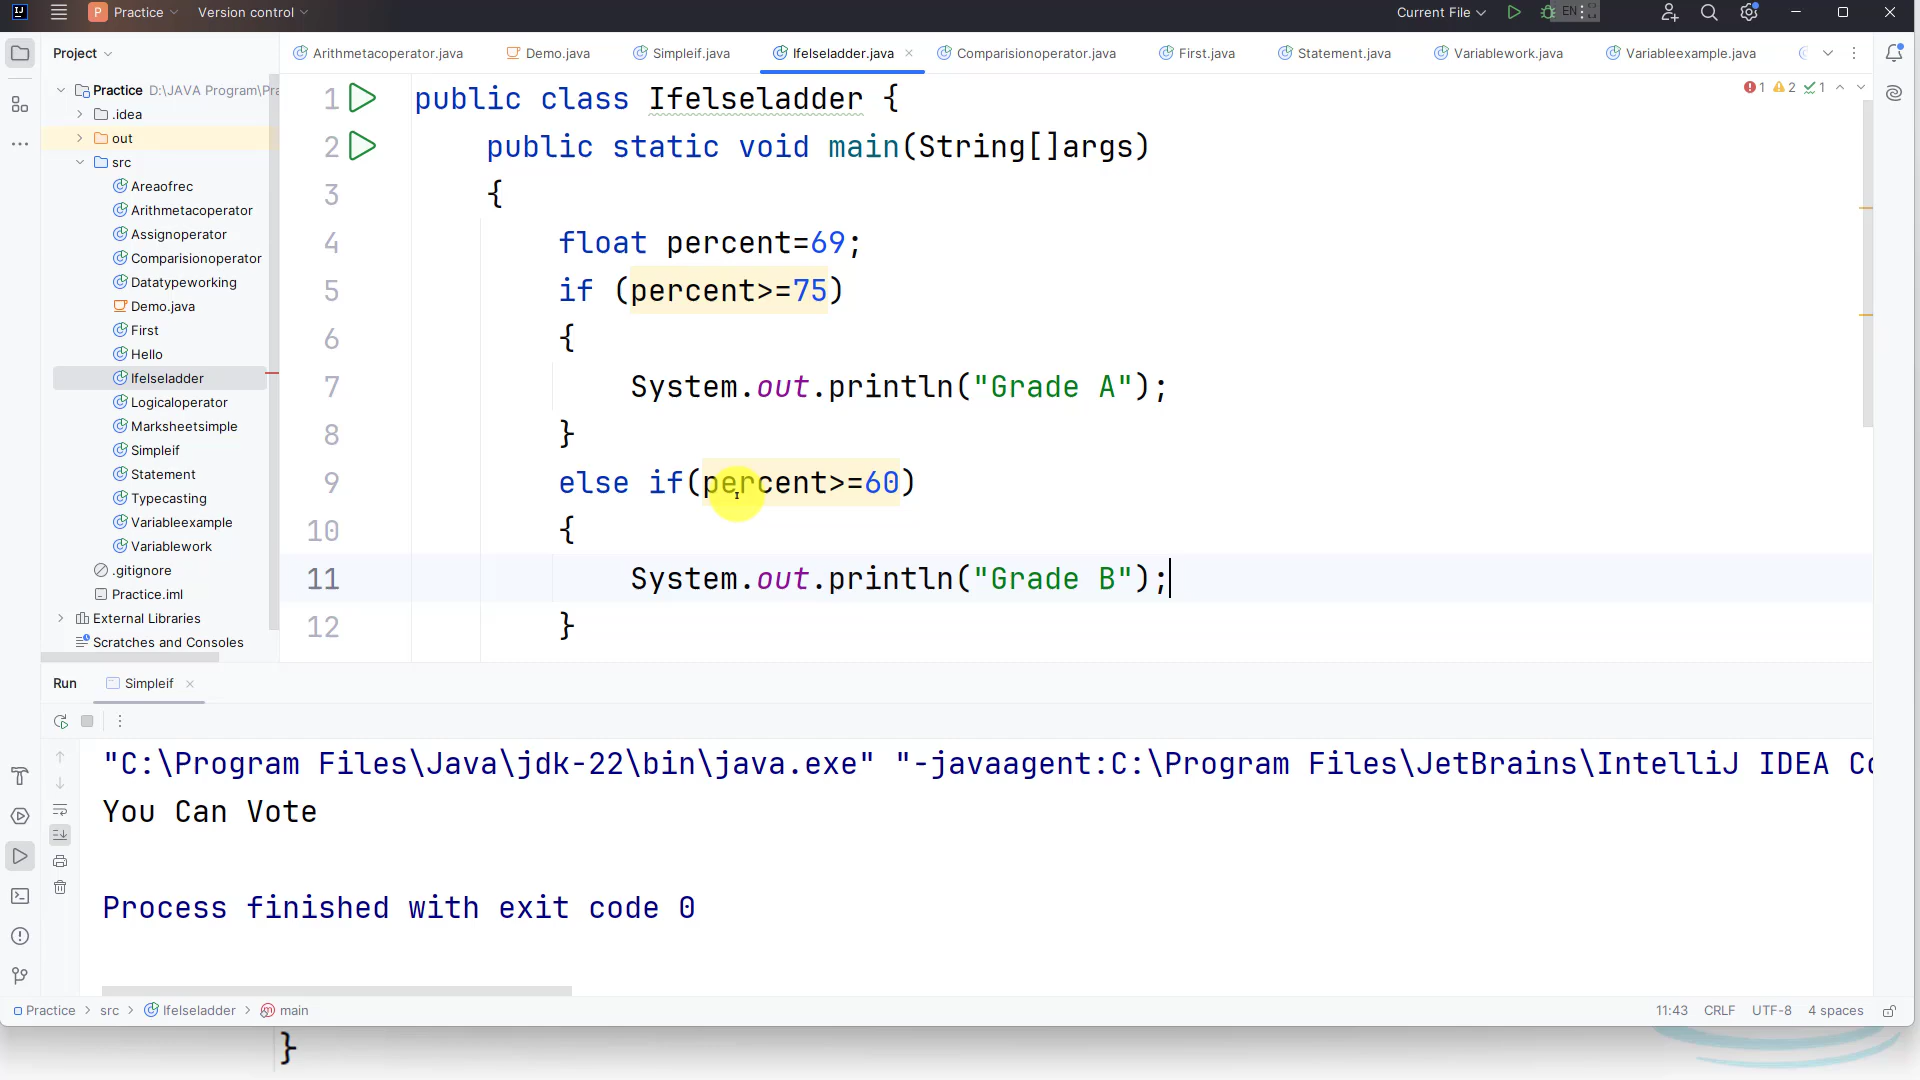 Practice
Version control
Current File
EN
Project
Arithmetacoperator.java
Demo.java
Simpleif.java
Ifelseladder.java
Comparisionoperator.java
First.java
Statement.java
Variablework.java
Variableexample.java
Practice D:\JAVA Program\Pra
.idea
out
src
Areaofrec
Arithmetacoperator
Assignoperator
Comparisionoperator
Datatypeworking
Demo.java
First
Hello
Ifelseladder
Logicaloperator
Marksheetsimple
Simpleif
Statement
Typecasting
Variableexample
Variablework
.gitignore
Practice.iml
External Libraries
Scratches and Consoles
1 2 1
1 public class Ifelseladder {
2 public static void main(String[]args)
3 {
4 float percent=69;
5 if (percent>=75)
6 {
7 System.out.println("Grade A");
8 }
9 else if(percent>=60)
10 {
11 System.out.println("Grade B");
12 }
Run
Simpleif
"C:\Program Files\Java\jdk-22\bin\java.exe" "-javaagent:C:\Program Files\JetBrains\IntelliJ IDEA Co
You Can Vote
Process finished with exit code 0
Practice > src > Ifelseladder > main
11:43 CRLF UTF-8 4 spaces
}